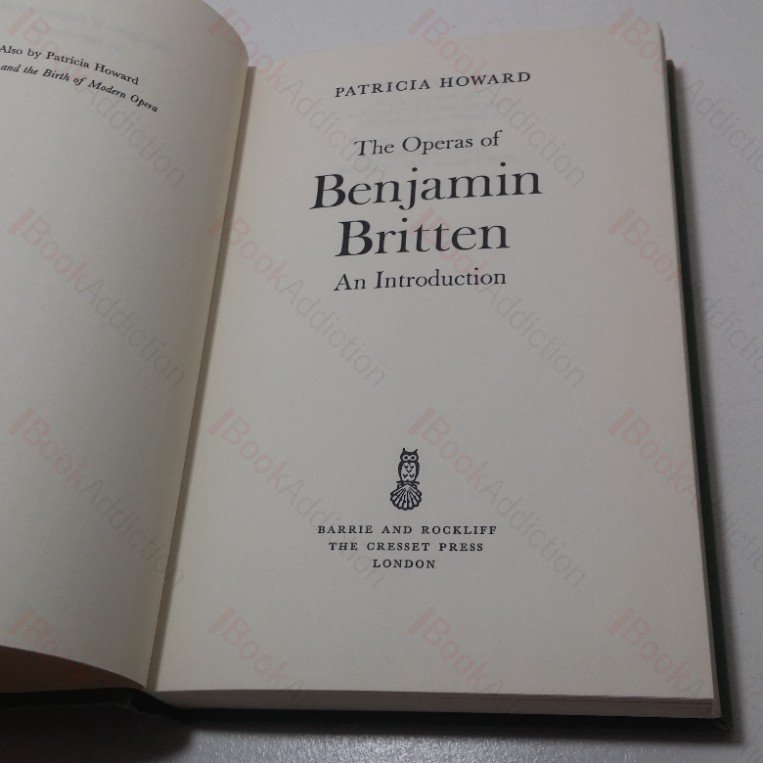 Also by Patricia Howard
and the Birth of Modern Opera
PATRICIA HOWARD
The Operas of
Benjamin
Britten
An Introduction
BARRIE AND ROCKLIFF
THE CRESSET PRESS
LONDON
BookAddiction